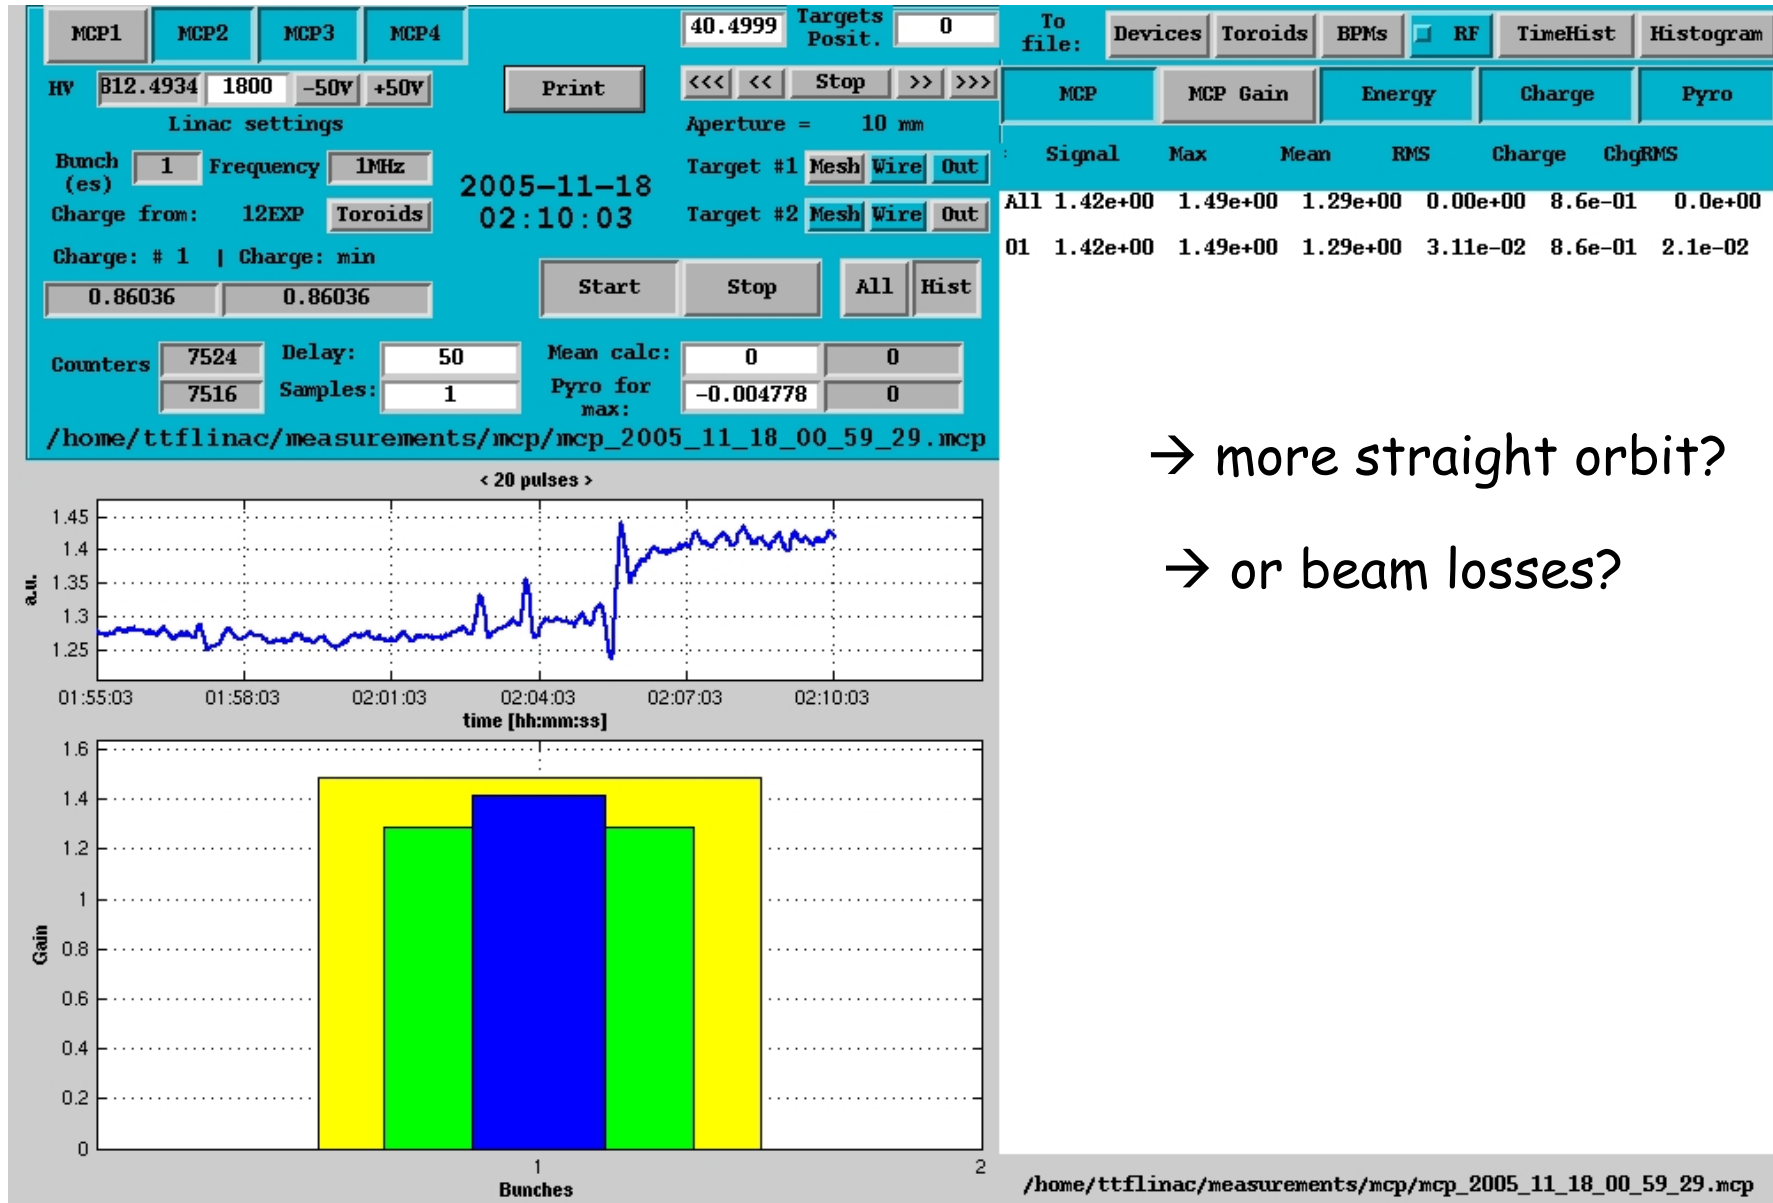 MCP1 MCP2 MCP3 MCP4
40.4999 Targets Posit. 0
HV B12.4934 1800 -50V +50V
Print
<<< << Stop >> >>>
Linac settings
Aperture = 10 mm
Bunch (es) 1 Frequency 1MHz
Target #1 Mesh Wire Out
2005-11-18
02:10:03
Charge from: 12EXP Toroids
Target #2 Mesh Wire Out
Charge: # 1 | Charge: min
0.86036 0.86036
Start Stop All Hist
Counters 7524 Delay: 50 Mean calc: 0 0
7516 Samples: 1 Pyro for max: -0.004778 0
/home/ttflinac/measurements/mcp/mcp_2005_11_18_00_59_29.mcp
To file: Devices Toroids BPMs RF TimeHist Histogram
MCP MCP Gain Energy Charge Pyro
: Signal Max Mean RMS Charge ChgRMS
All 1.42e+00 1.49e+00 1.29e+00 0.00e+00 8.6e-01 0.0e+00
01 1.42e+00 1.49e+00 1.29e+00 3.11e-02 8.6e-01 2.1e-02
→ more straight orbit?
→ or beam losses?
< 20 pulses >
1.45
1.4
1.35
1.3
1.25
a.u.
01:55:03 01:58:03 02:01:03 02:04:03 02:07:03 02:10:03
time [hh:mm:ss]
1.6
1.4
1.2
1
0.8
0.6
0.4
0.2
0
Gain
1 2
Bunches
/home/ttflinac/measurements/mcp/mcp_2005_11_18_00_59_29.mcp